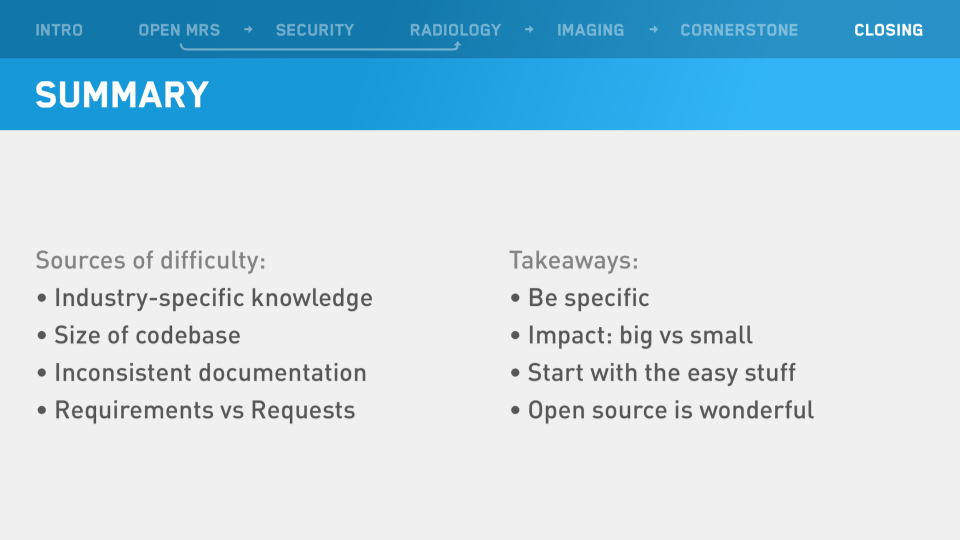 INTRO OPEN MRS → SECURITY RADIOLOGY → IMAGING → CORNERSTONE CLOSING
SUMMARY
Sources of difficulty:
• Industry-specific knowledge
• Size of codebase
• Inconsistent documentation
• Requirements vs Requests
Takeaways:
• Be specific
• Impact: big vs small
• Start with the easy stuff
• Open source is wonderful